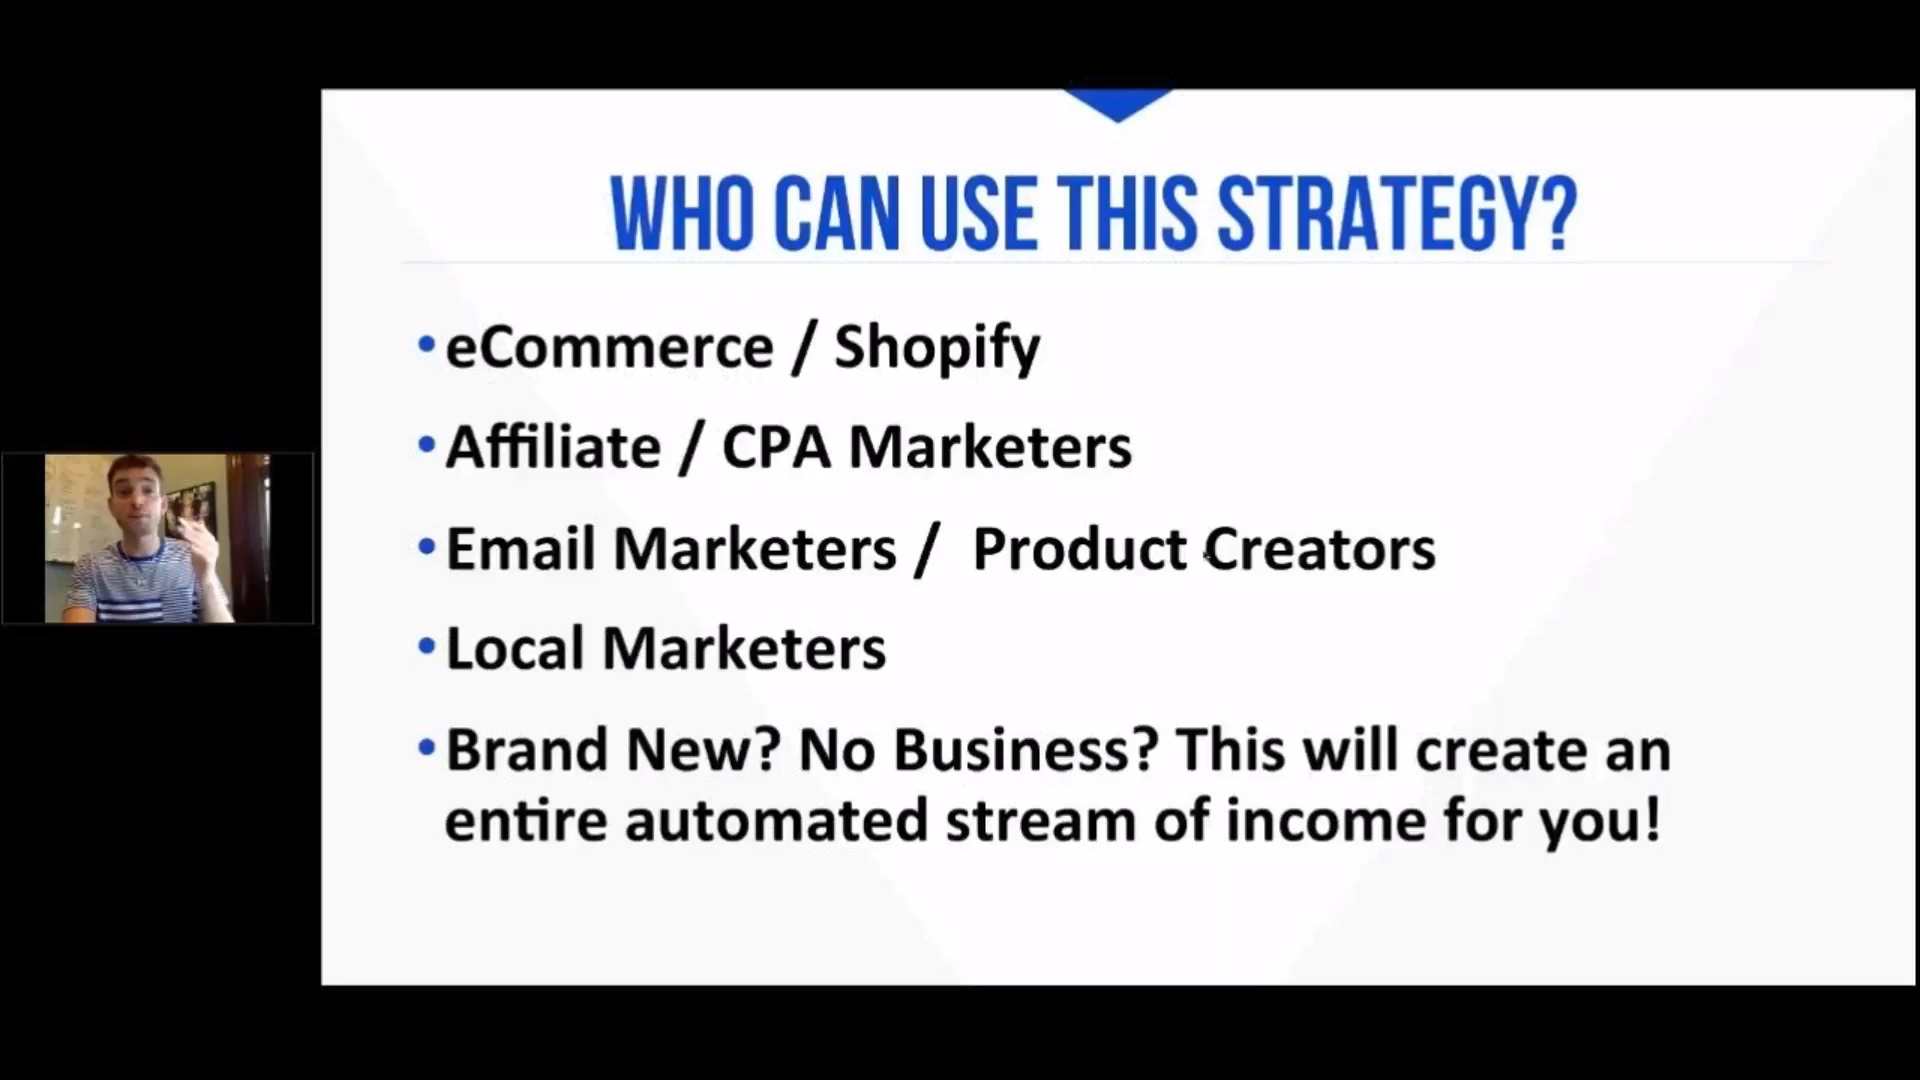 WHO CAN USE THIS STRATEGY?
•eCommerce / Shopify
•Affiliate / CPA Marketers
•Email Marketers / Product Creators
•Local Marketers
•Brand New? No Business? This will create an
entire automated stream of income for you!